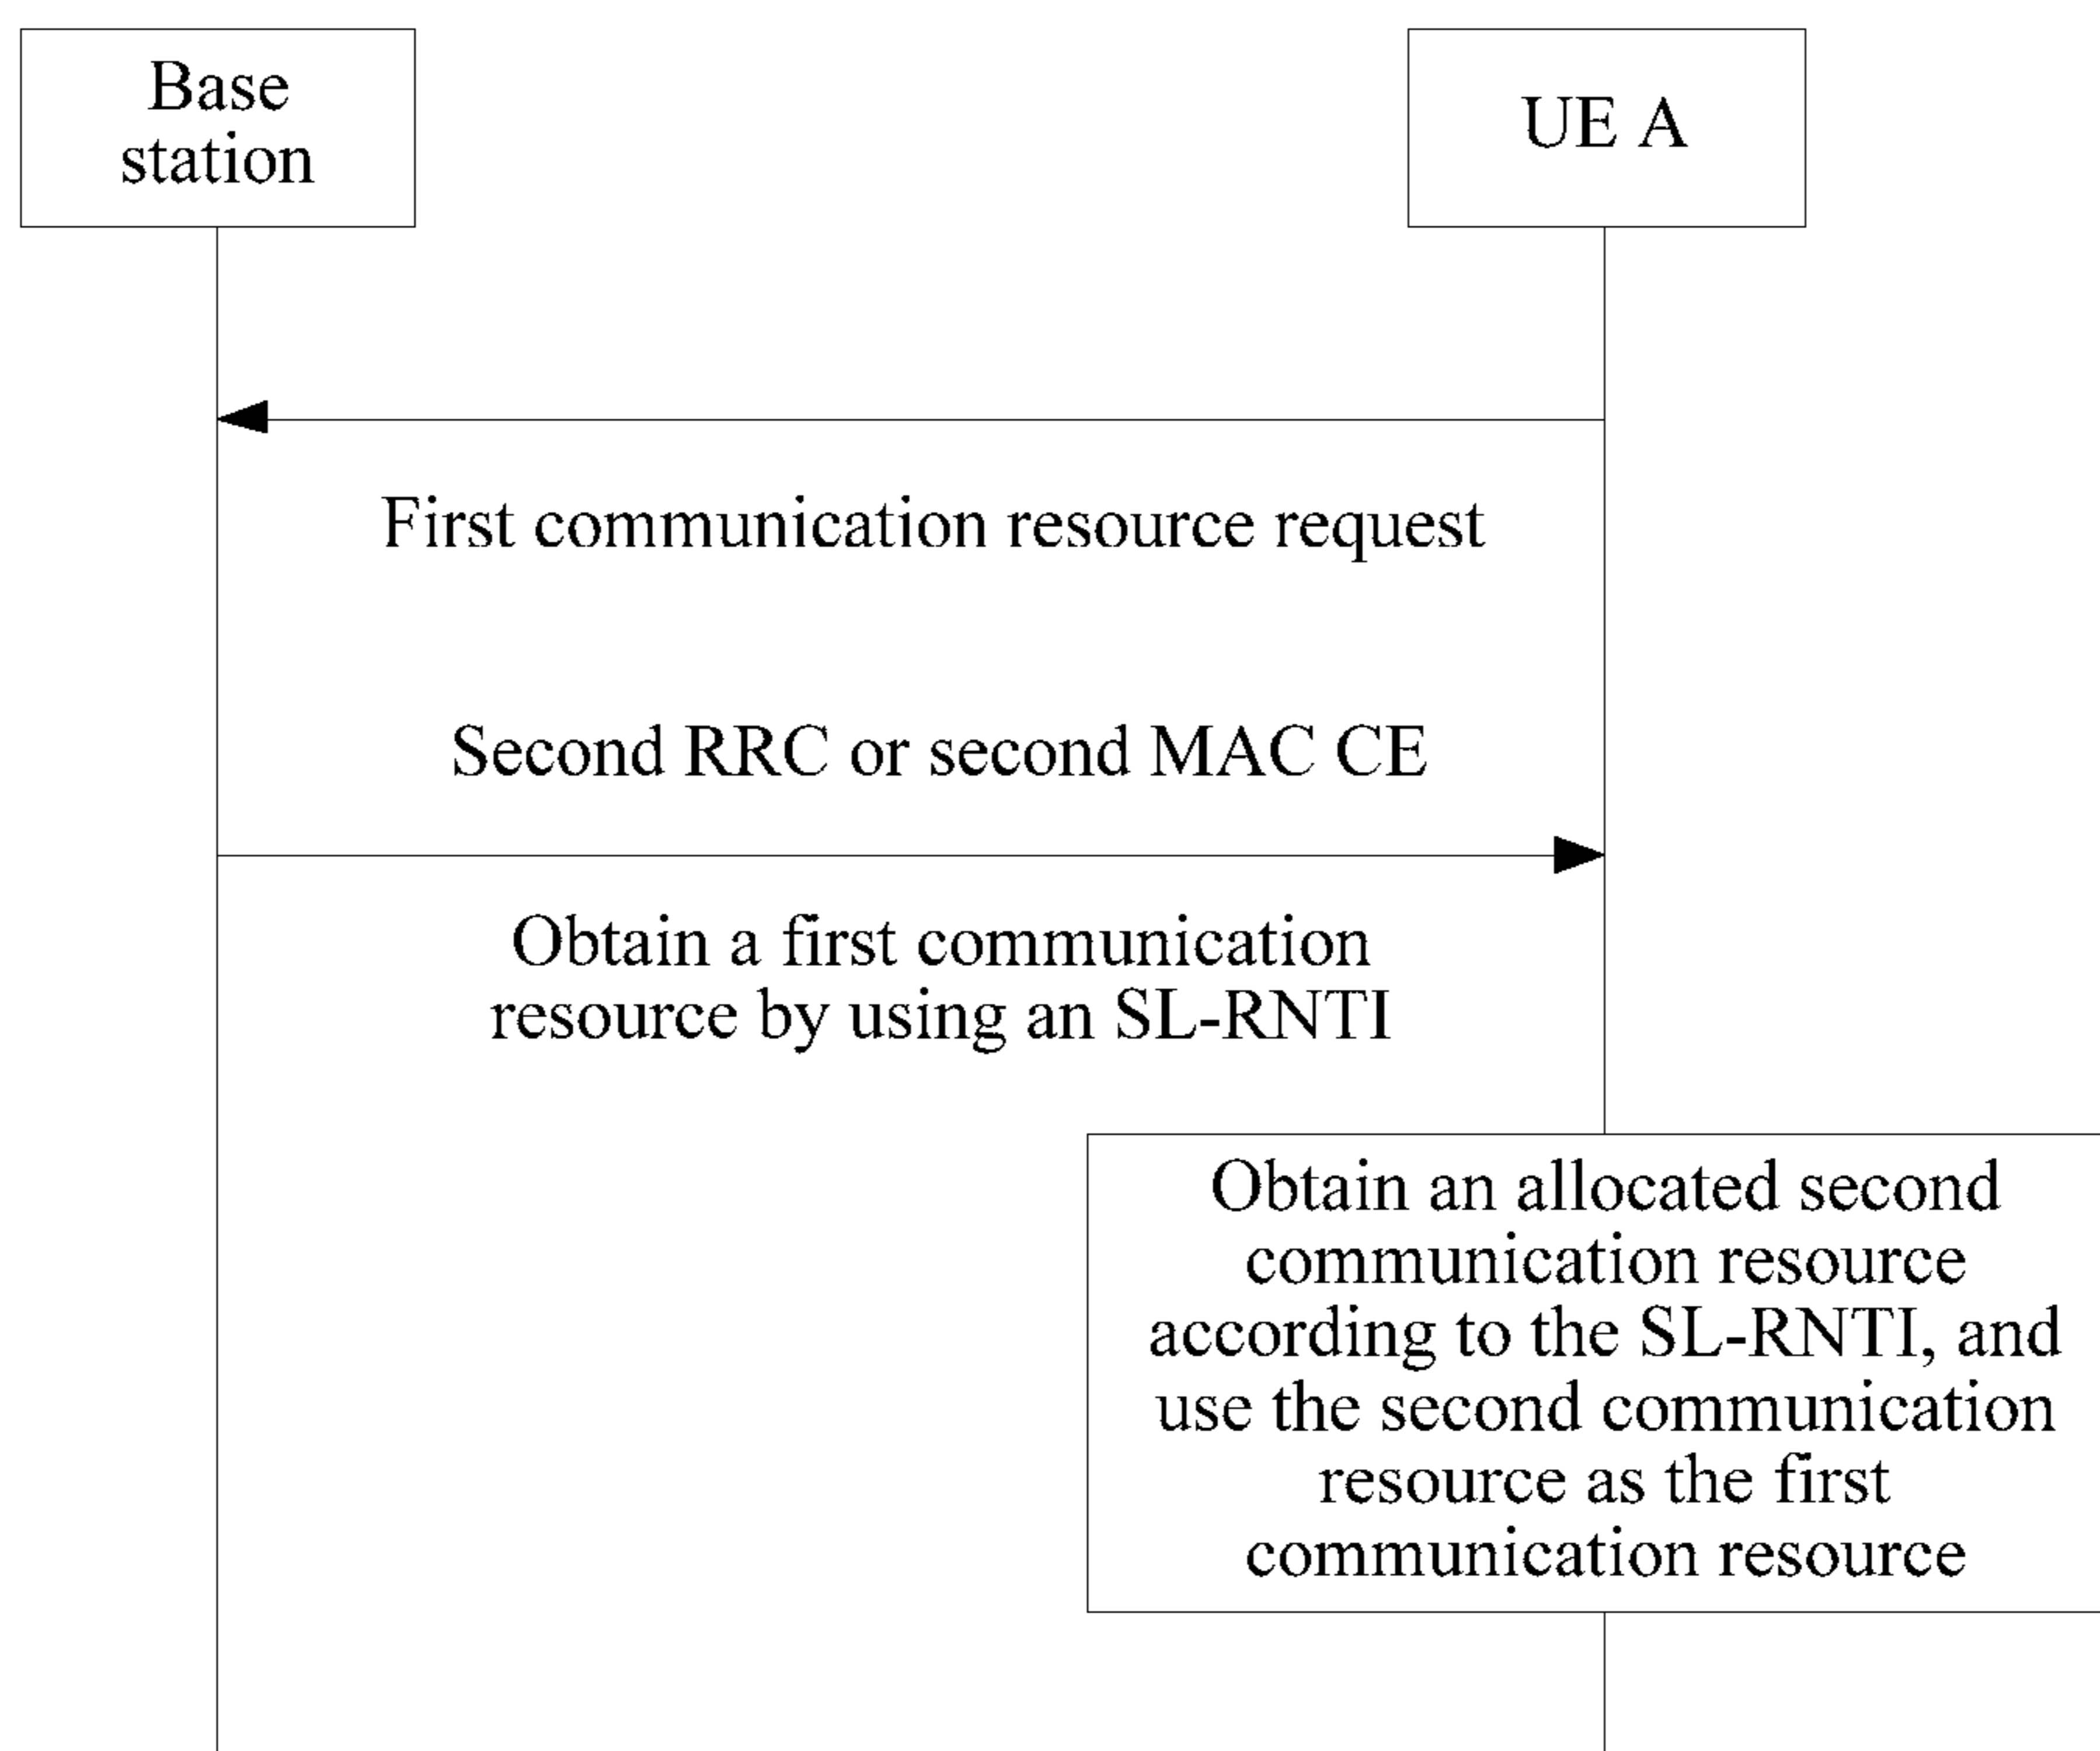 Base
station
UE A
First communication resource request
Second RRC or second MAC CE
Obtain a first communication
resource by using an SL-RNTI
Obtain an allocated second
communication resource
according to the SL-RNTI, and
use the second communication
resource as the first
communication resource